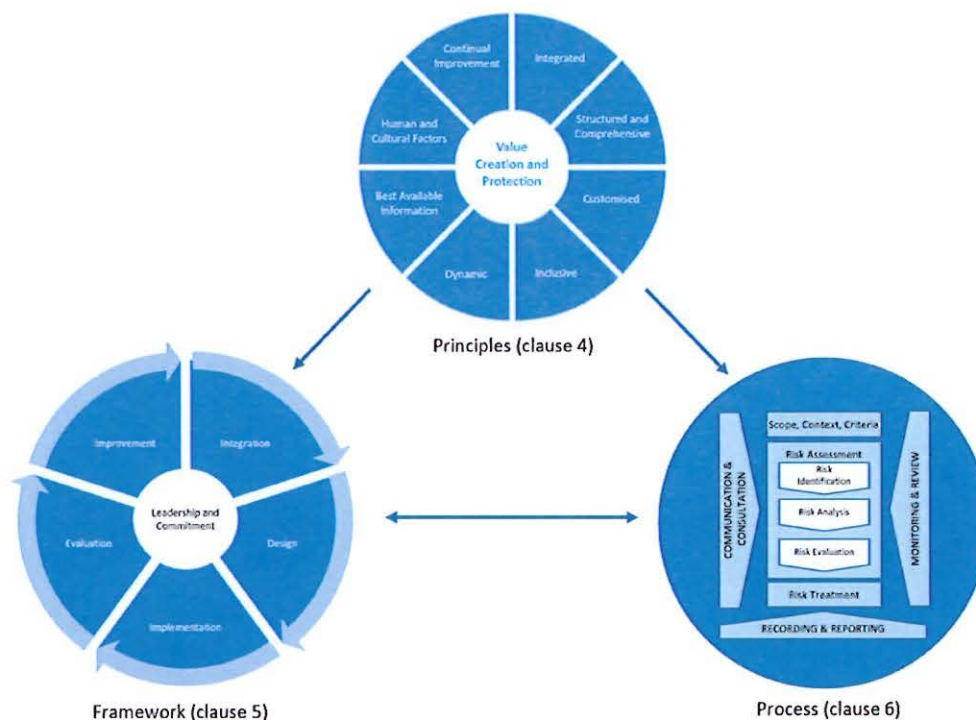 Continual
Improvement
Integrated
Human and
Cultural Factors
Structured and
Comprehensive
Value
Creation and
Protection
Best Available
Information
Customised
Dynamic
Inclusive
Principles (clause 4)
Improvement
Integration
Leadership and
Commitment
Evaluation
Design
Implementation
Framework (clause 5)
Scope, Context, Criteria
Risk Assessment
Risk
Identification
Risk Analysis
Risk Evaluation
Risk Treatment
COMMUNICATION &
CONSULTATION
MONITORING & REVIEW
RECORDING & REPORTING
Process (clause 6)